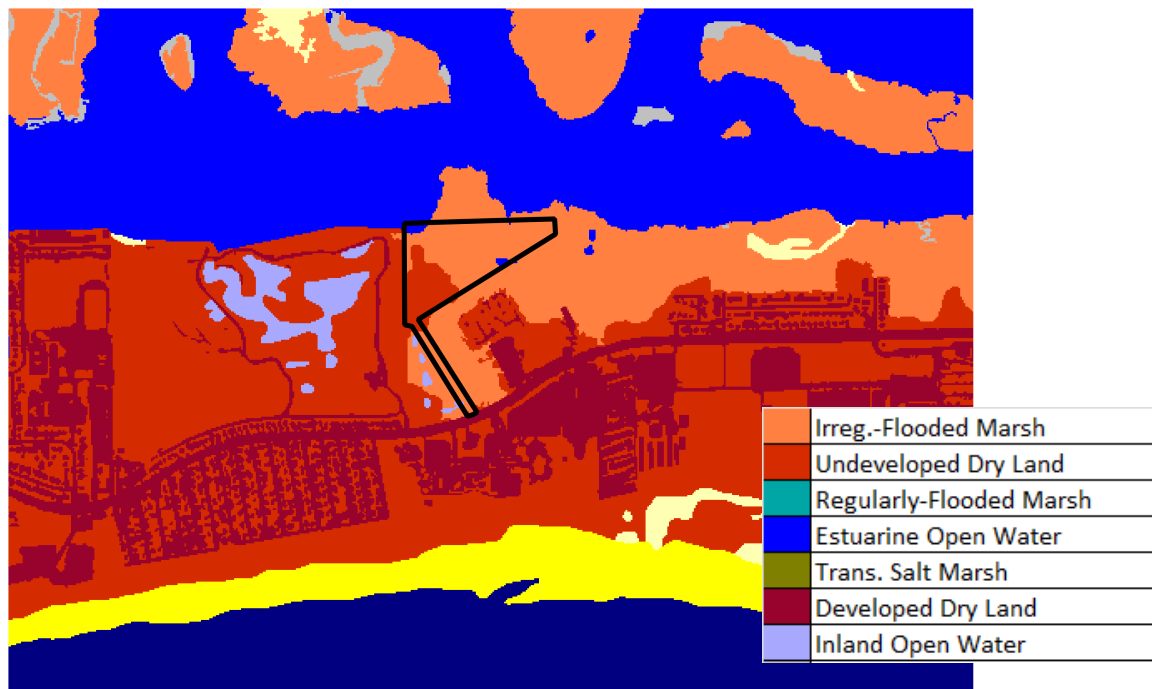 Irreg.-Flooded Marsh
Undeveloped Dry Land
Regularly-Flooded Marsh
Estuarine Open Water
Trans. Salt Marsh
Developed Dry Land
Inland Open Water